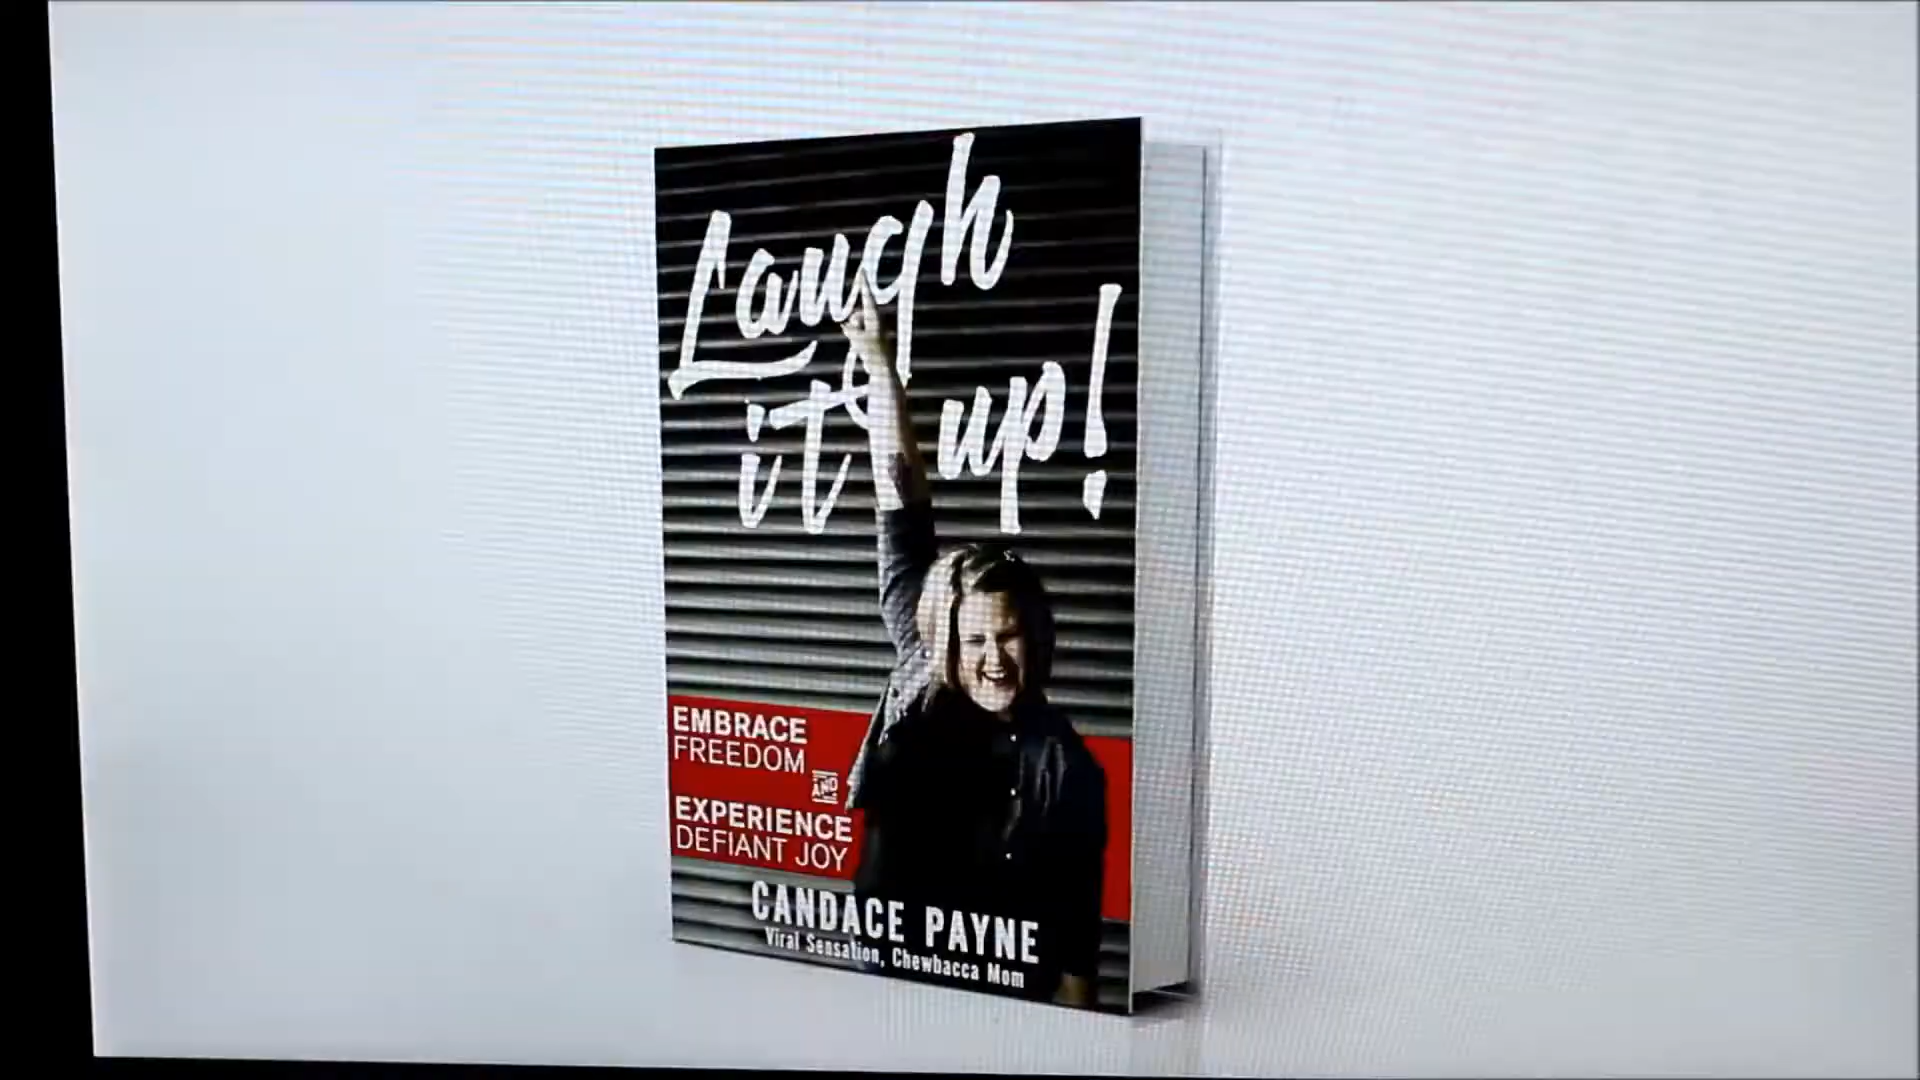 Laugh
it up!
EMBRACE
FREEDOM
AND
EXPERIENCE
DEFIANT JOY
CANDACE PAYNE
Viral Sensation, Chewbacca Mom